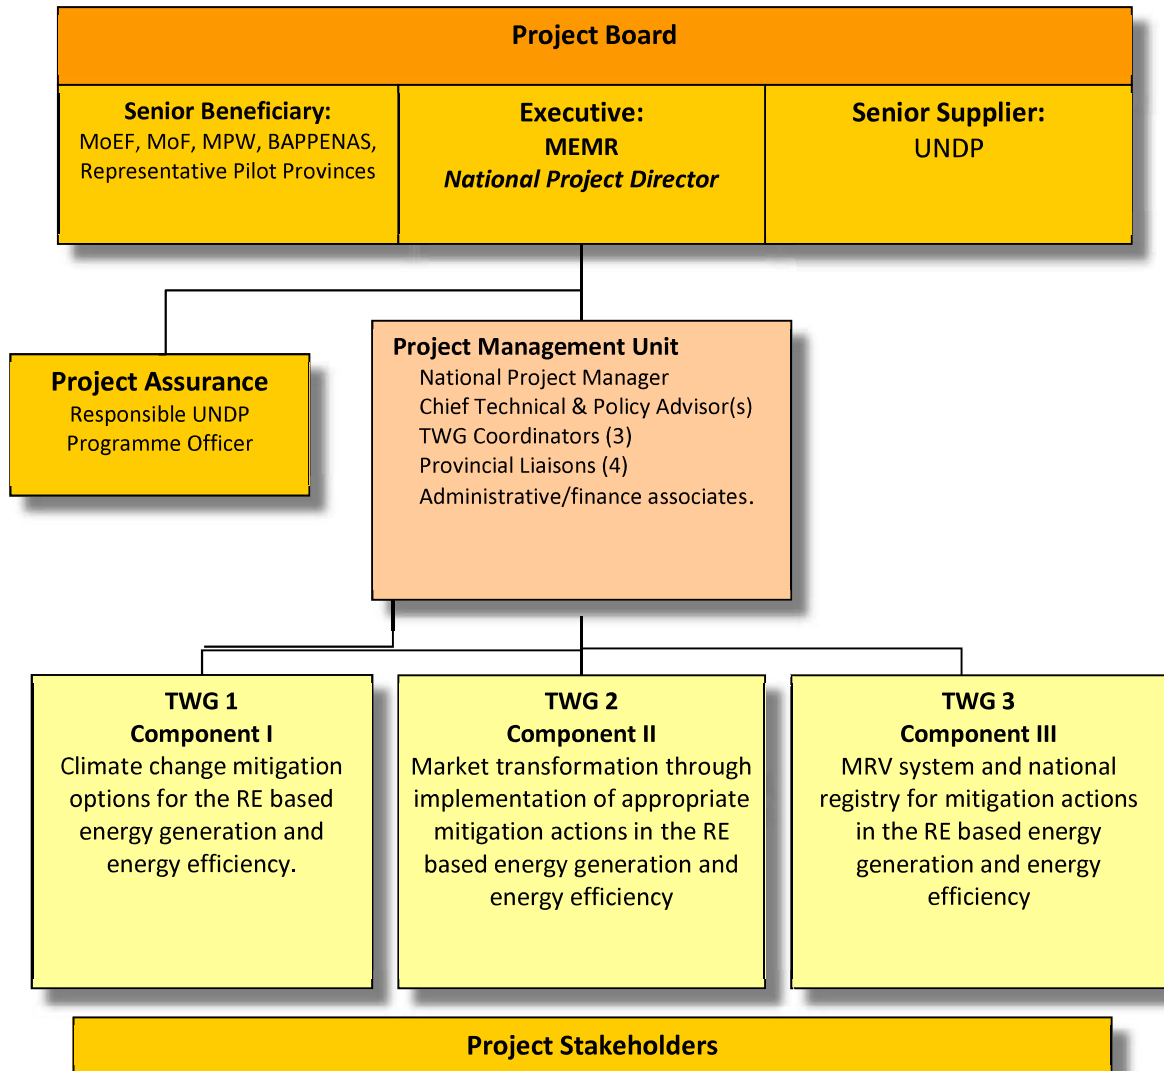 Project Board
Senior Beneficiary:
MoEF, MoF, MPW, BAPPENAS,
Representative Pilot Provinces
Executive:
MEMR
National Project Director
Senior Supplier:
UNDP
Project Assurance
Responsible UNDP
Programme Officer
Project Management Unit
National Project Manager
Chief Technical & Policy Advisor(s)
TWG Coordinators (3)
Provincial Liaisons (4)
Administrative/finance associates.
TWG 1
Component I
Climate change mitigation
options for the RE based
energy generation and
energy efficiency.
TWG 2
Component II
Market transformation through
implementation of appropriate
mitigation actions in the RE
based energy generation and
energy efficiency
TWG 3
Component III
MRV system and national
registry for mitigation actions
in the RE based energy
generation and energy
efficiency
Project Stakeholders